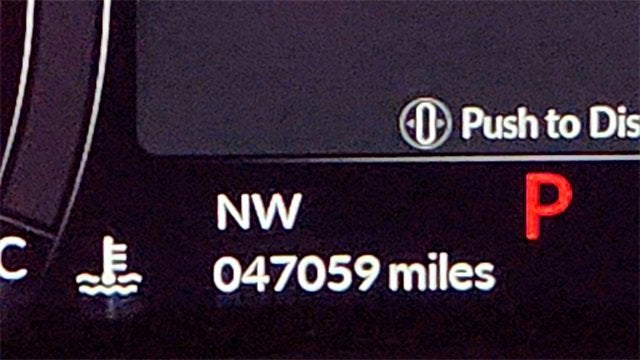 Push to Dis
NW
P
C
047059 miles